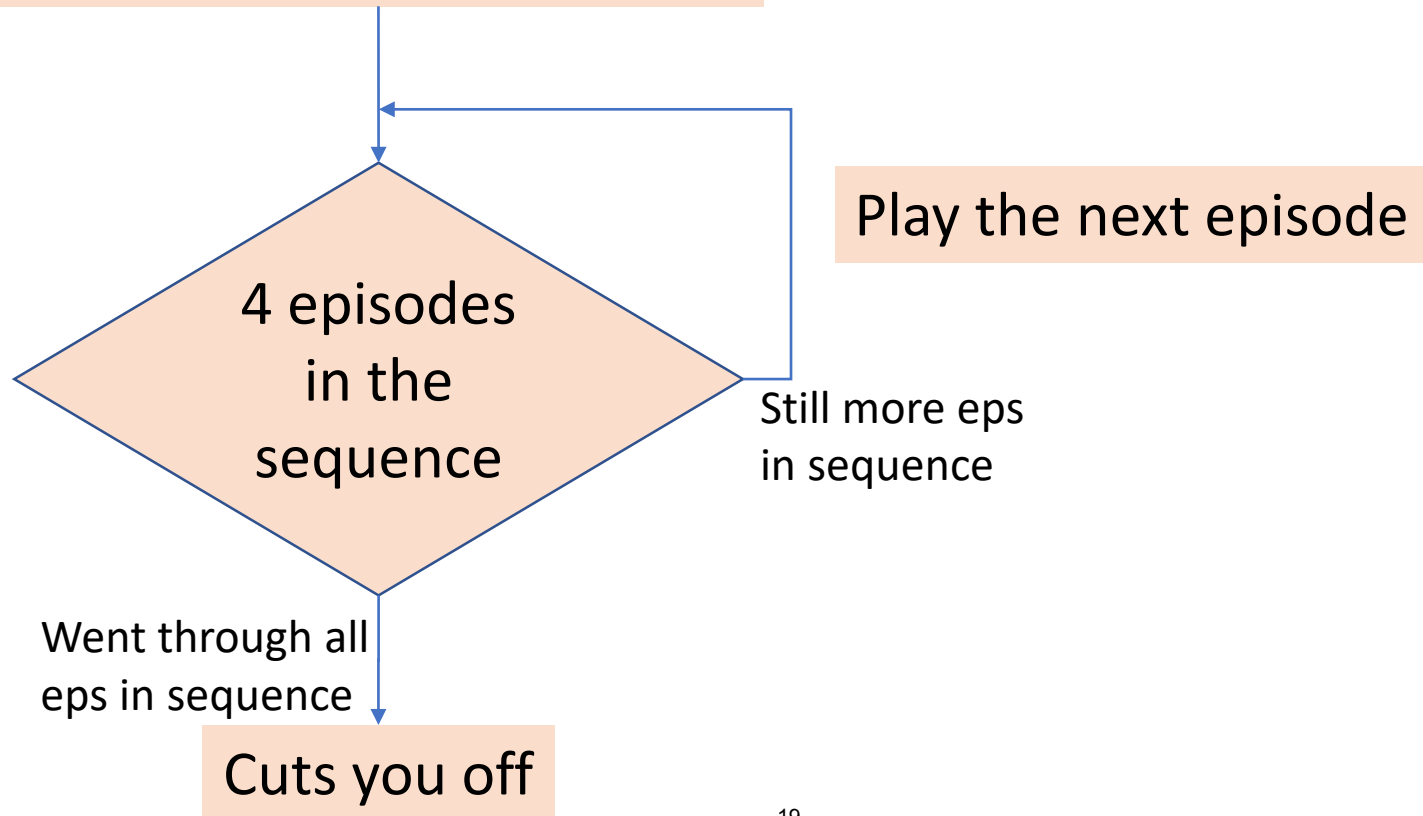 Play the next episode
4 episodes
in the
sequence
Still more eps
in sequence
Went through all
eps in sequence
Cuts you off
19